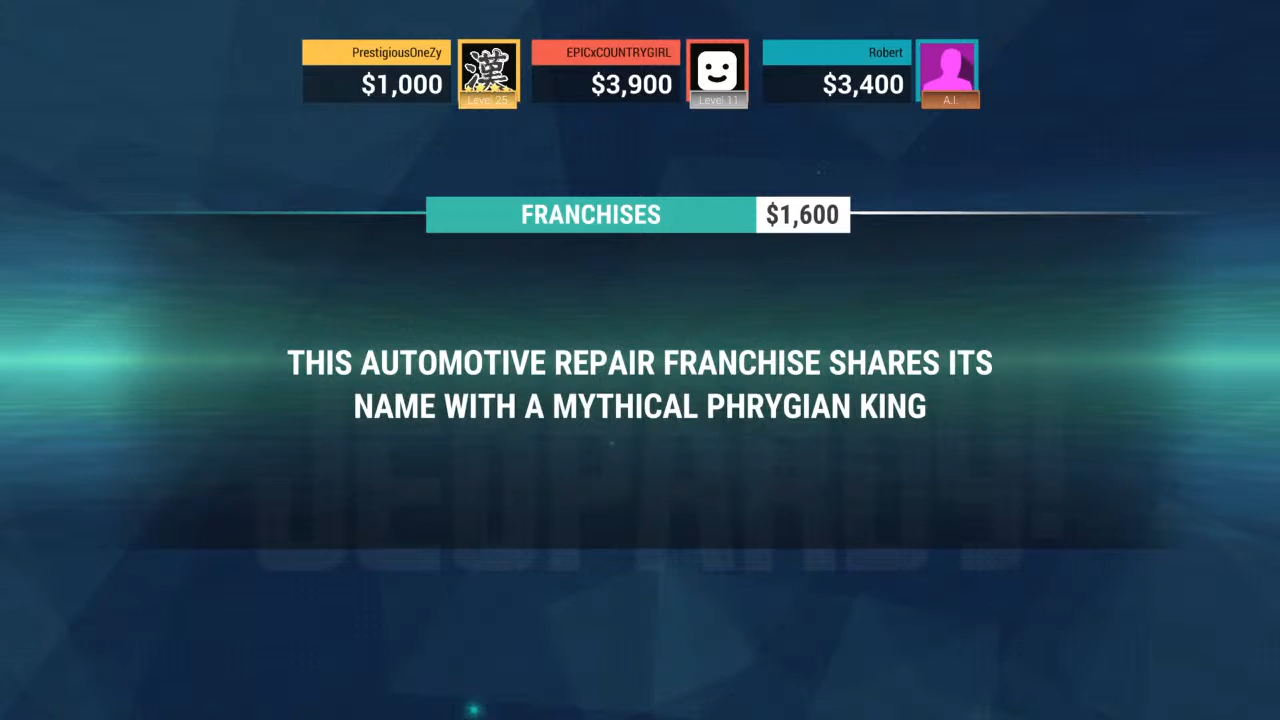 PrestigiousOneZy
$1,000
漢
Level 25
EPICxCOUNTRYGIRL
$3,900
Level 11
Robert
$3,400
A.I.
FRANCHISES
$1,600
THIS AUTOMOTIVE REPAIR FRANCHISE SHARES ITS
NAME WITH A MYTHICAL PHRYGIAN KING
JEOPARDY!